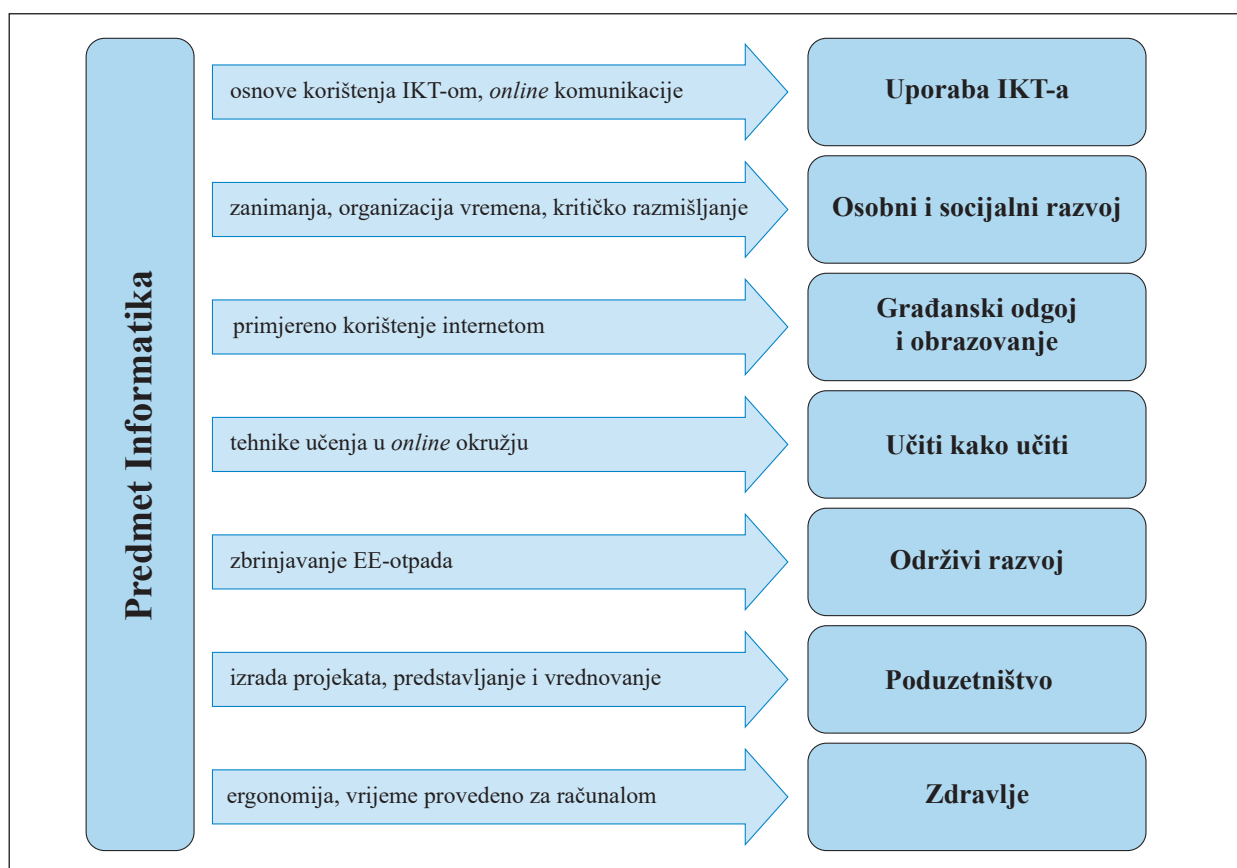 Predmet Informatika
osnove korištenja IKT-om, online komunikacije
Uporaba IKT-a
zanimanja, organizacija vremena, kritičko razmišljanje
Osobni i socijalni razvoj
primjereno korištenje internetom
Građanski odgoj
i obrazovanje
tehnike učenja u online okružju
Učiti kako učiti
zbrinjavanje EE-otpada
Održivi razvoj
izrada projekata, predstavljanje i vrednovanje
Poduzetništvo
ergonomija, vrijeme provedeno za računalom
Zdravlje